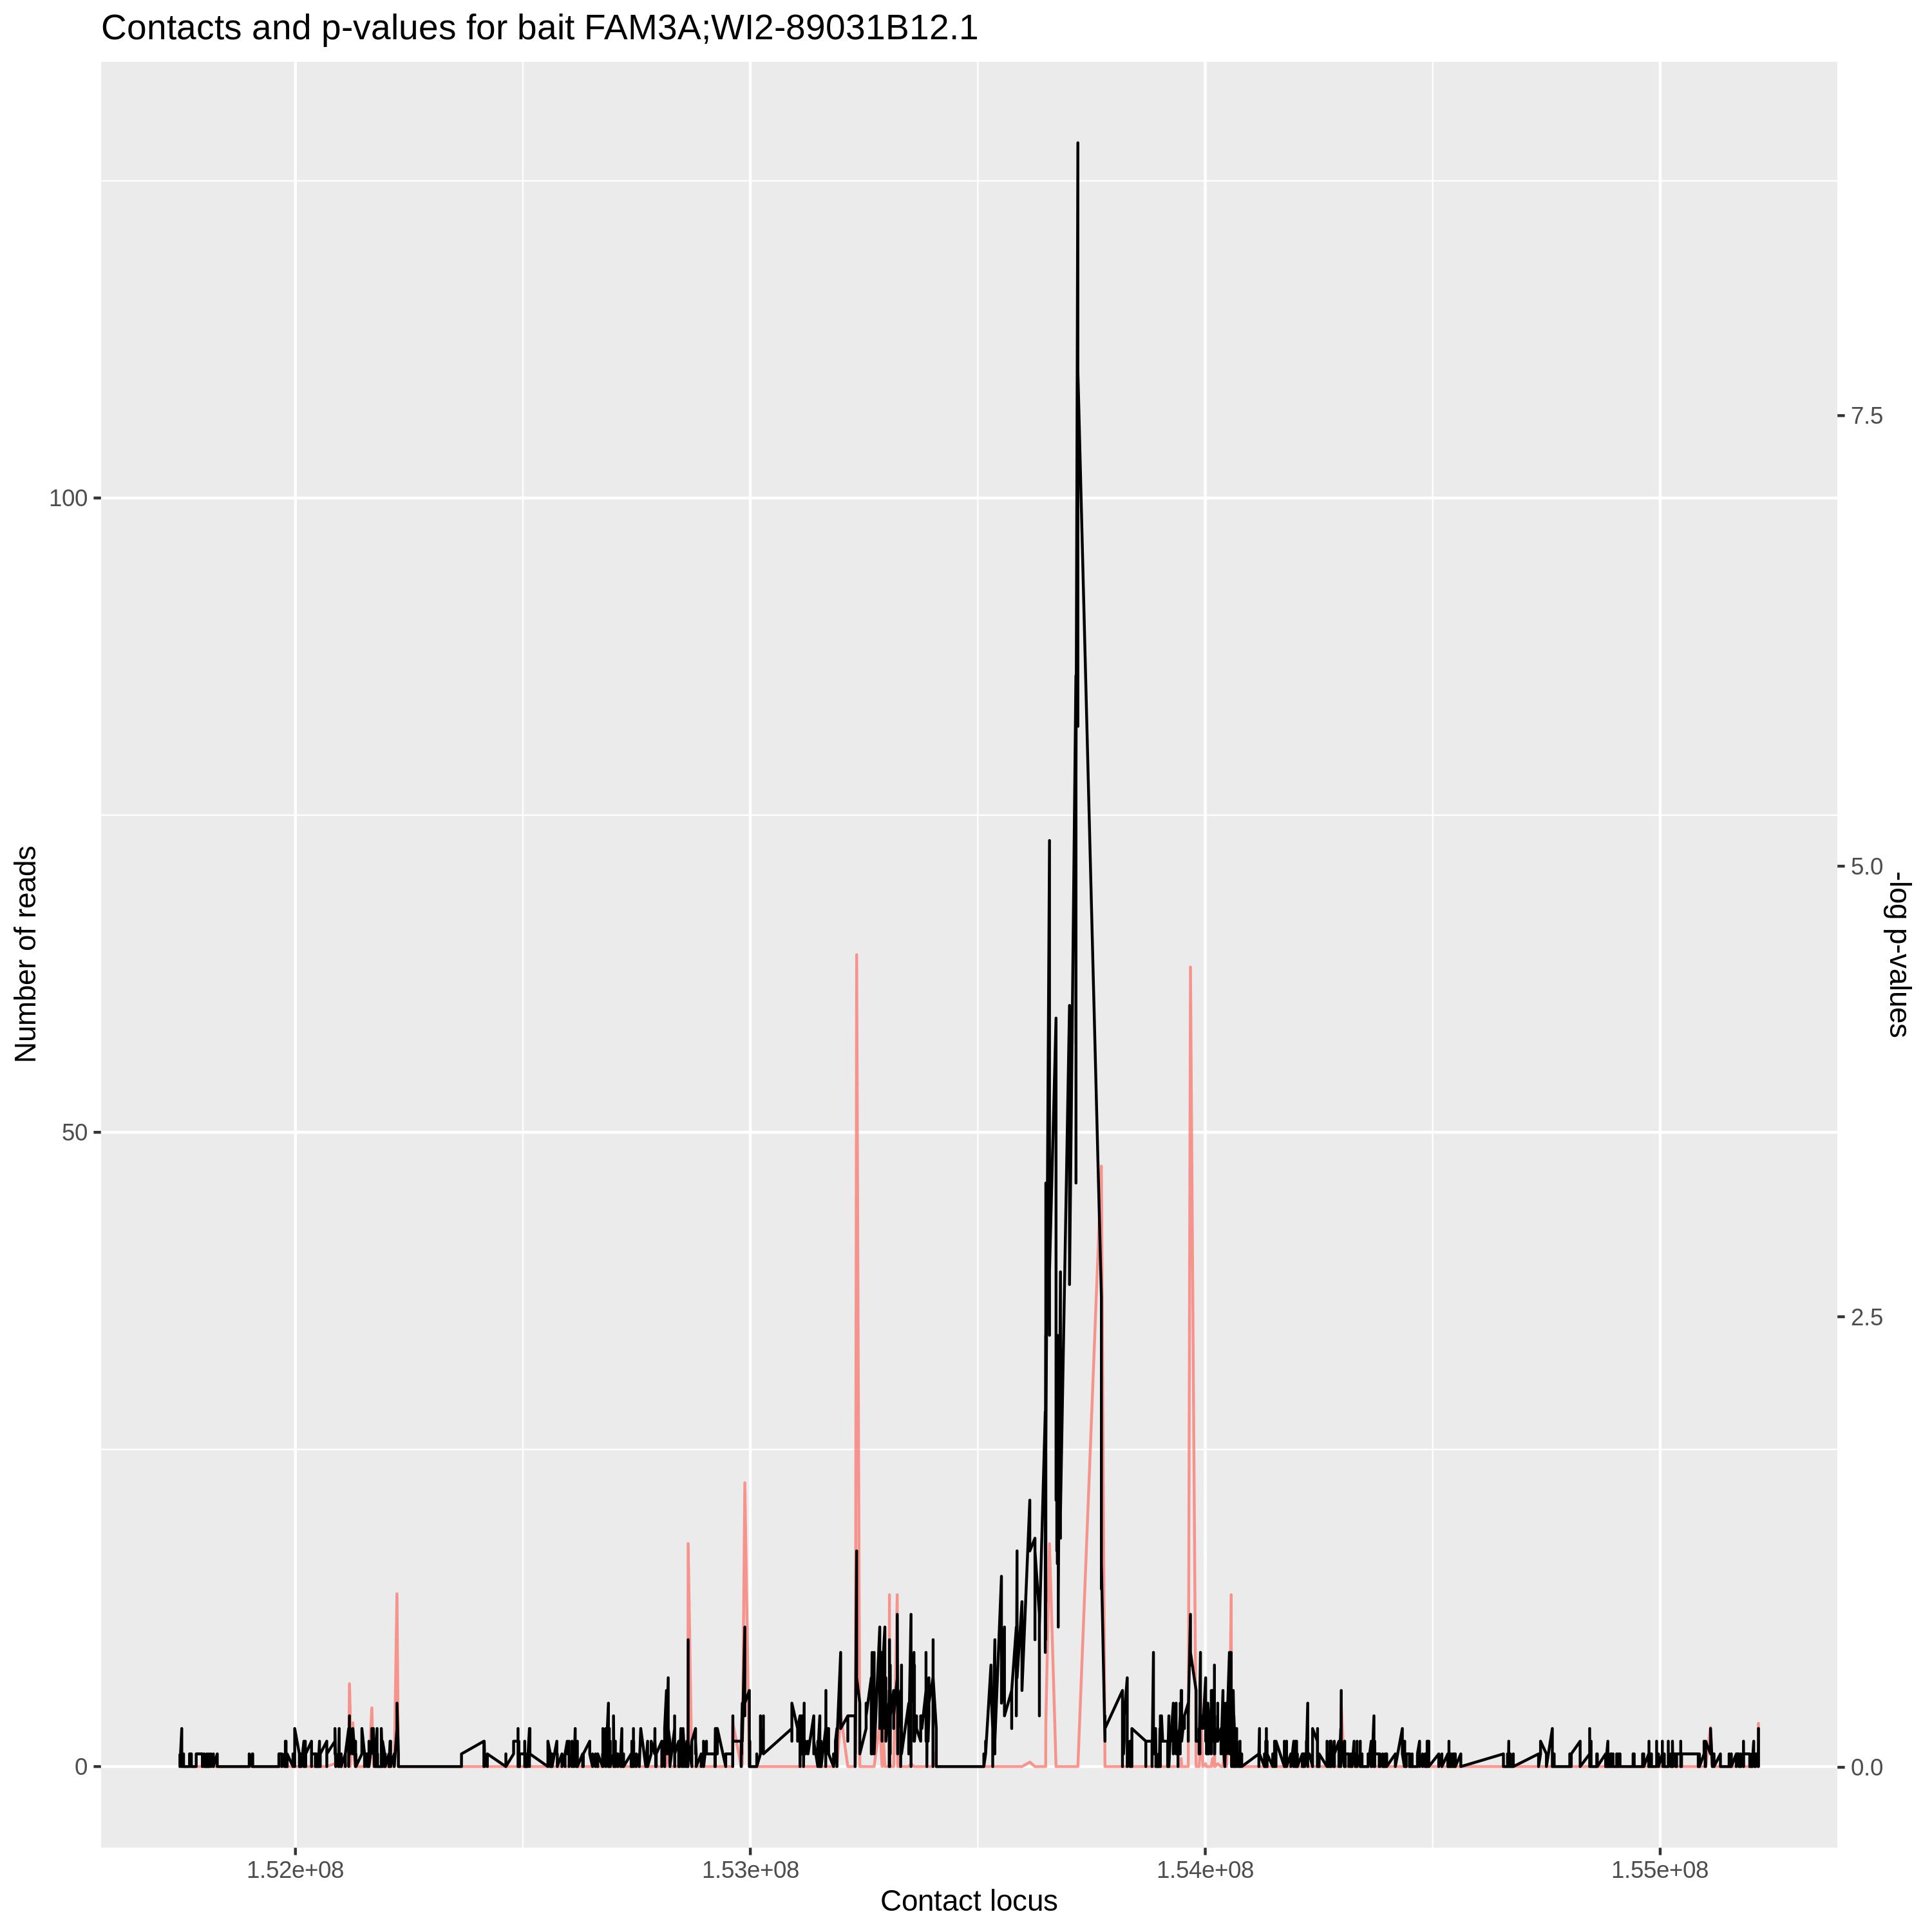 Contacts and p-values for bait FAM3A;WI2-89031B12.1
Number of reads
100
50
0
7.5
5.0
2.5
0.0
-log p-values
1.52e+08 1.53e+08 1.54e+08 1.55e+08
Contact locus